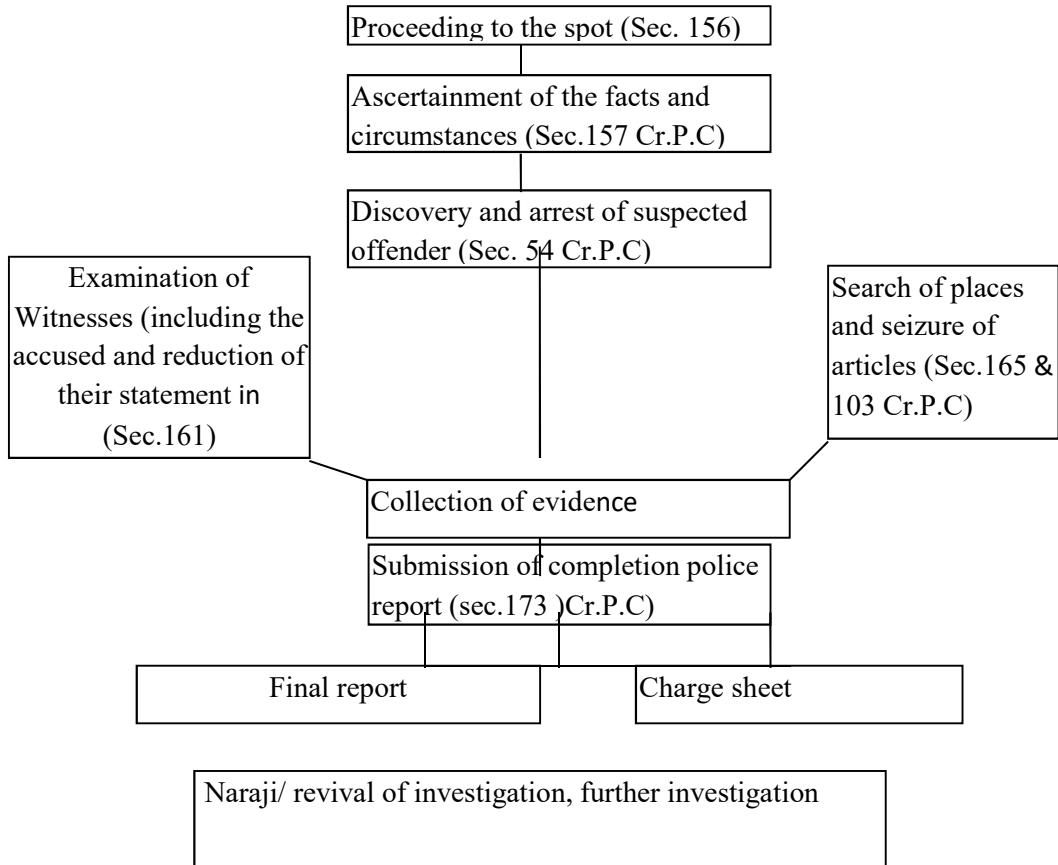 Proceeding to the spot (Sec. 156)
Ascertainment of the facts and
circumstances (Sec.157 Cr.P.C)
Discovery and arrest of suspected
offender (Sec. 54 Cr.P.C)
Examination of
Witnesses (including the
accused and reduction of
their statement in
(Sec.161)
Search of places
and seizure of
articles (Sec.165 &
103 Cr.P.C)
Collection of evidence
Submission of completion police
report (sec.173 )Cr.P.C)
Final report
Charge sheet
Naraji/ revival of investigation, further investigation